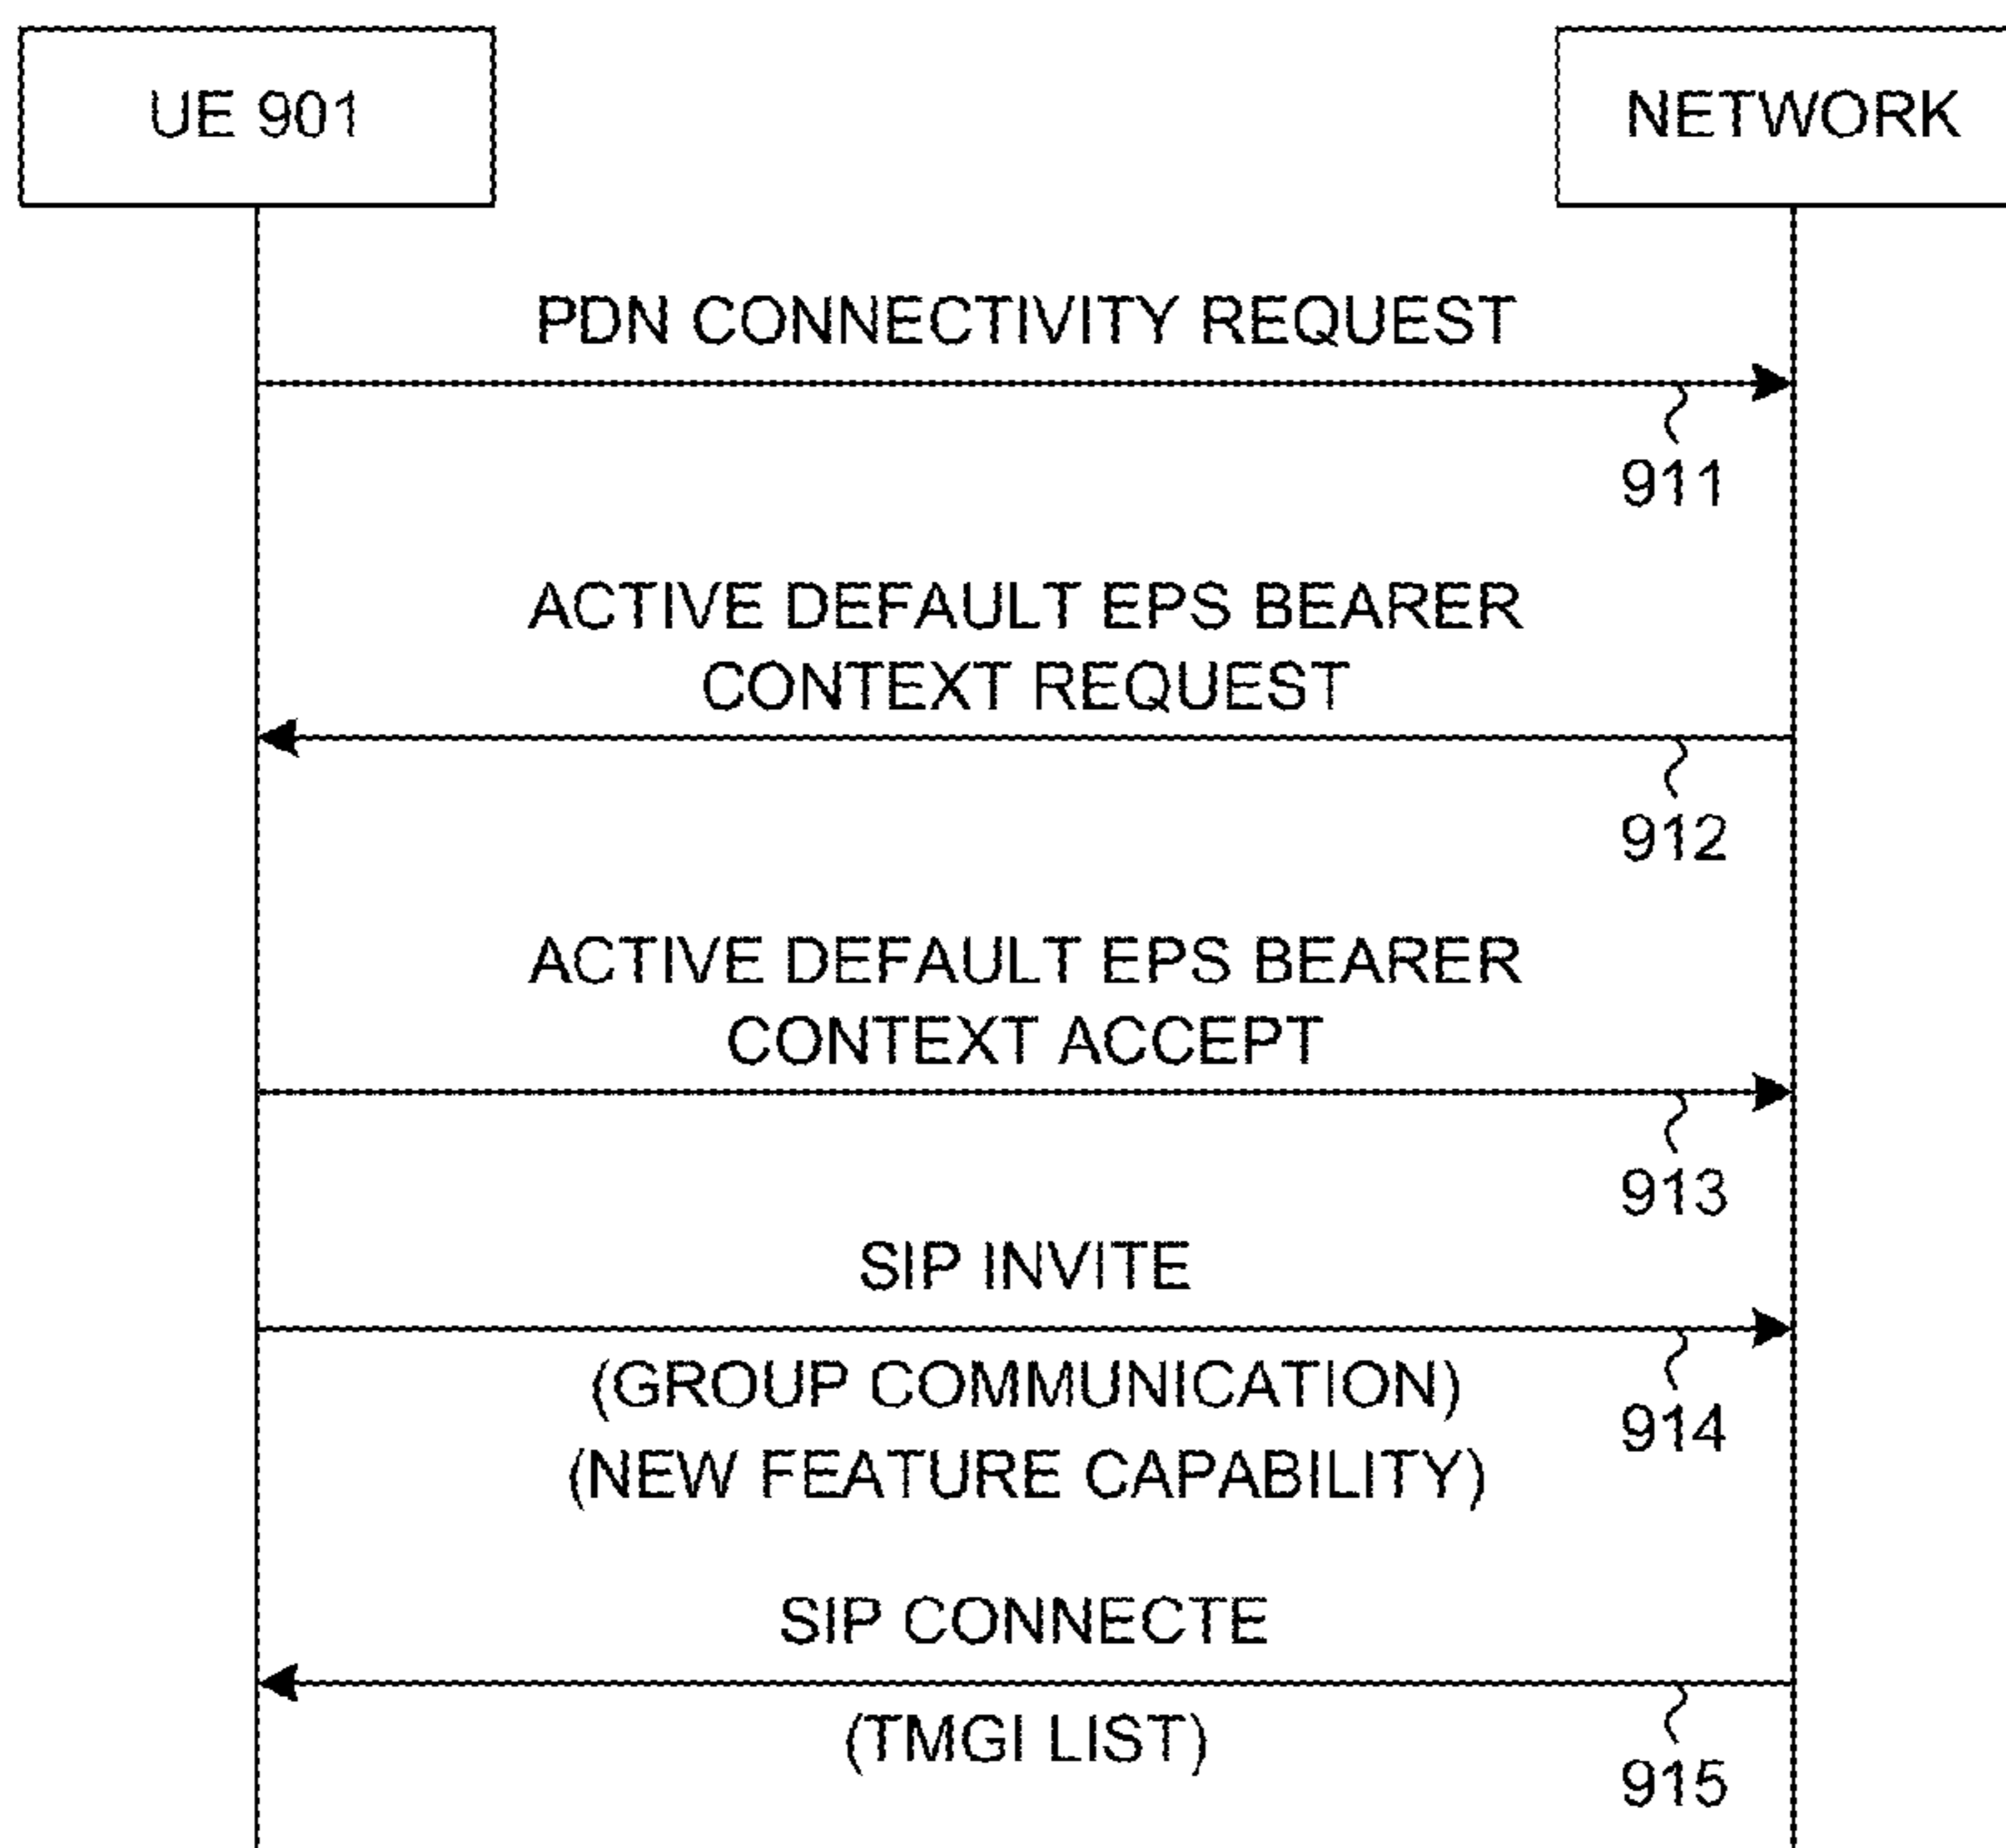 UE 901
NETWORK
PDN CONNECTIVITY REQUEST
911
ACTIVE DEFAULT EPS BEARER
CONTEXT REQUEST
912
ACTIVE DEFAULT EPS BEARER
CONTEXT ACCEPT
913
SIP INVITE
(GROUP COMMUNICATION)
914
(NEW FEATURE CAPABILITY)
SIP CONNECTE
(TMGI LIST)
915